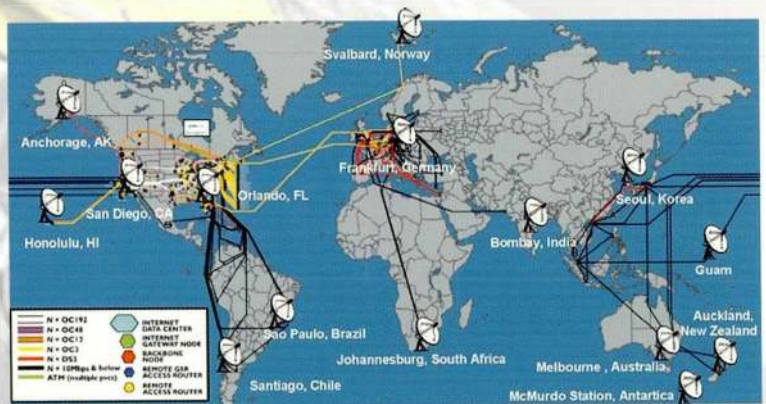 Svalbard, Norway
Anchorage, AK
Frankfurt, Germany
Orlando, FL
San Diego, CA
Seoul, Korea
Honolulu, HI
Bombay, India
Guam
Sao Paulo, Brazil
Johannesburg, South Africa
Auckland,
New Zealand
Melbourne , Australia
Santiago, Chile
McMurdo Station, Antartica
N × OC192
N × OC48
N × OC12
N × OC3
N × DS3
N × 10Mbps & below
ATM (multiple pvcs)
INTERNET
DATA CENTER
INTERNET
GATEWAY NODE
BACKBONE
NODE
REMOTE GSR
ACCESS ROUTER
REMOTE
ACCESS ROUTER